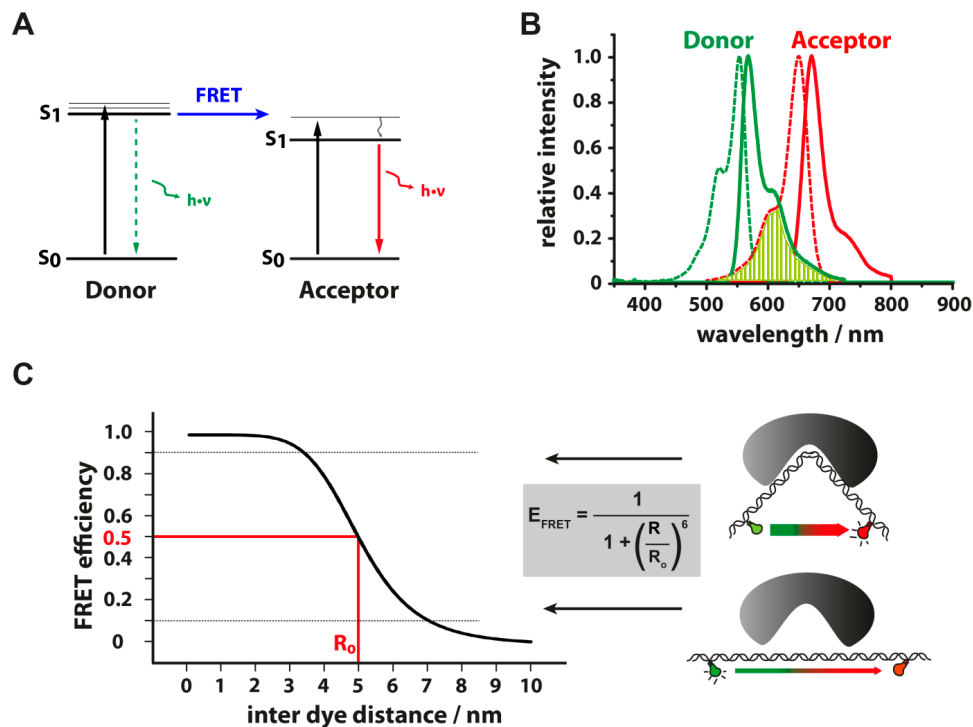 A
FRET
S1
S1
h•ν
h•ν
S0
S0
Donor
Acceptor
B
Donor
Acceptor
relative intensity
1.0
0.8
0.6
0.4
0.2
0
400
500
600
700
800
900
wavelength / nm
C
FRET efficiency
1.0
0.8
0.6
0.5
0.4
0.2
0
Ro
0 1 2 3 4 5 6 7 8 9 10
inter dye distance / nm
E FRET = 1 / 1 + (R / Ro)^6